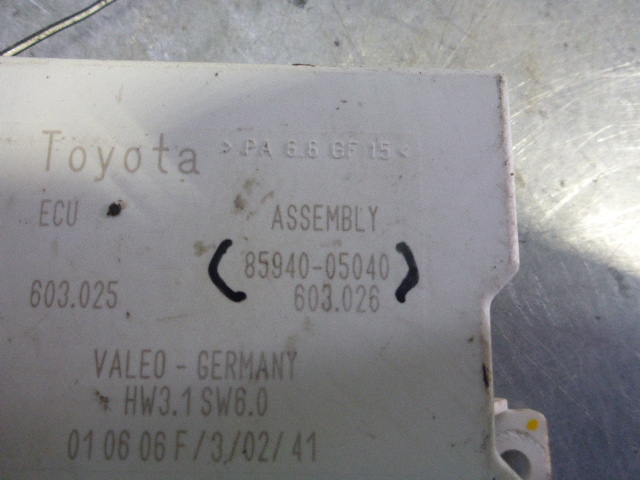 Toyota >PA 6.6 GF 15<
ECU ASSEMBLY
85940-05040
603.025 603.026
VALEO - GERMANY
HW3.1 SW6.0
01 06 06 F/3/02/41